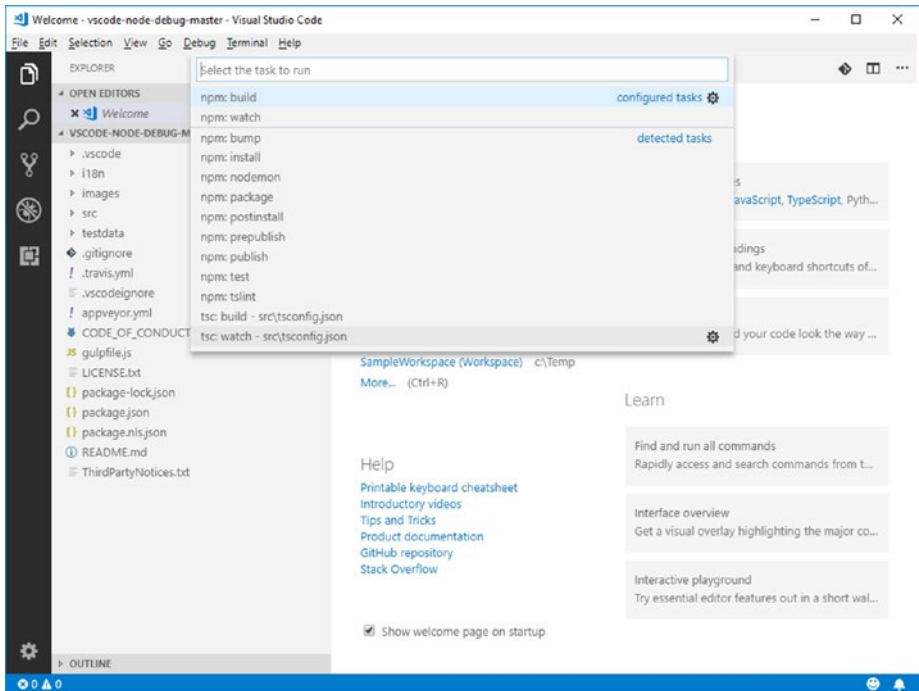 Welcome - vscode-node-debug-master - Visual Studio Code
File Edit Selection View Go Debug Terminal Help
EXPLORER
OPEN EDITORS
Welcome
VSCODE-NODE-DEBUG-M
.vscode
i18n
images
src
testdata
.gitignore
.travis.yml
.vscodeignore
appveyor.yml
CODE_OF_CONDUCT
JS gulpfile.js
LICENSE.txt
{} package-lock.json
{} package.json
{} package.nls.json
README.md
ThirdPartyNotices.txt
OUTLINE
Select the task to run
npm: build configured tasks
npm: watch
npm: bump detected tasks
npm: install
npm: nodemon
npm: package
npm: postinstall
npm: prepublish
npm: publish
npm: test
npm: tslint
tsc: build - src\tsconfig.json
tsc: watch - src\tsconfig.json
SampleWorkspace (Workspace) c:\Temp
More... (Ctrl+R)
Help
Printable keyboard cheatsheet
Introductory videos
Tips and Tricks
Product documentation
GitHub repository
Stack Overflow
Show welcome page on startup
avaScript, TypeScript, Pyth...
ndings
and keyboard shortcuts of...
d your code look the way ...
Learn
Find and run all commands
Rapidly access and search commands from t...
Interface overview
Get a visual overlay highlighting the major co...
Interactive playground
Try essential editor features out in a short wal...
0 0